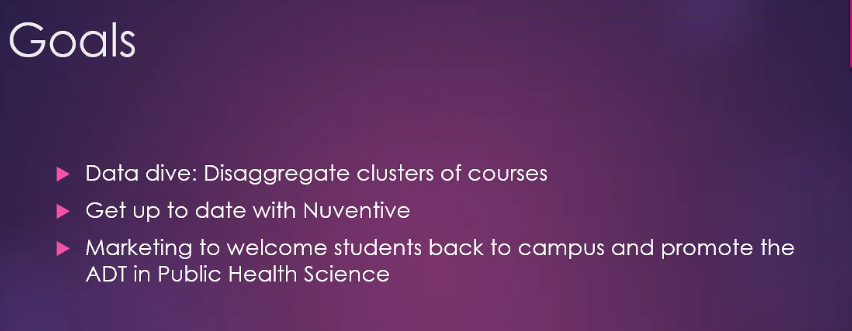 Goals
Data dive: Disaggregate clusters of courses
Get up to date with Nuventive
Marketing to welcome students back to campus and promote the
ADT in Public Health Science